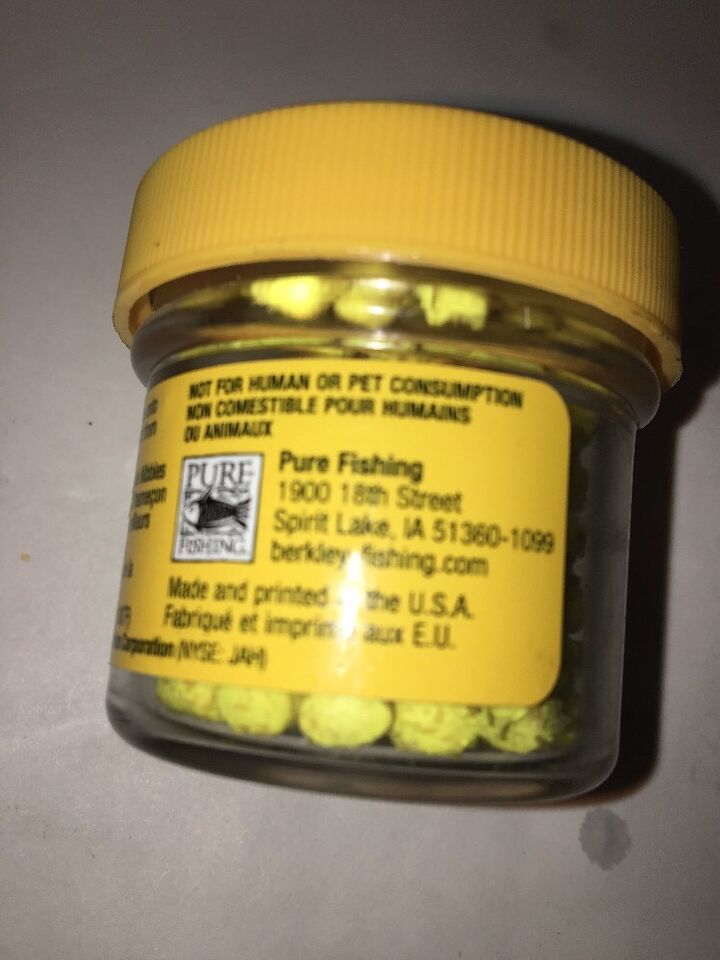 NOT FOR HUMAN OR PET CONSUMPTION
NON COMESTIBLE POUR HUMAINS
OU ANIMAUX
PURE
FISHING
Pure Fishing
1900 18th Street
Spirit Lake, IA 51360-1099
berkley-fishing.com
Made and printed the U.S.A.
Fabriqué et imprimé aux E.U.
Corporation (NYSE: JAH)